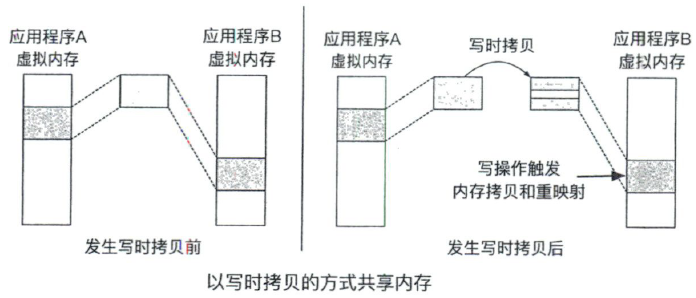 应用程序A
虚拟内存
应用程序B
虚拟内存
发生写时拷贝前
应用程序A
虚拟内存
写时拷贝
应用程序B
虚拟内存
写操作触发
内存拷贝和重映射
发生写时拷贝后
以写时拷贝的方式共享内存